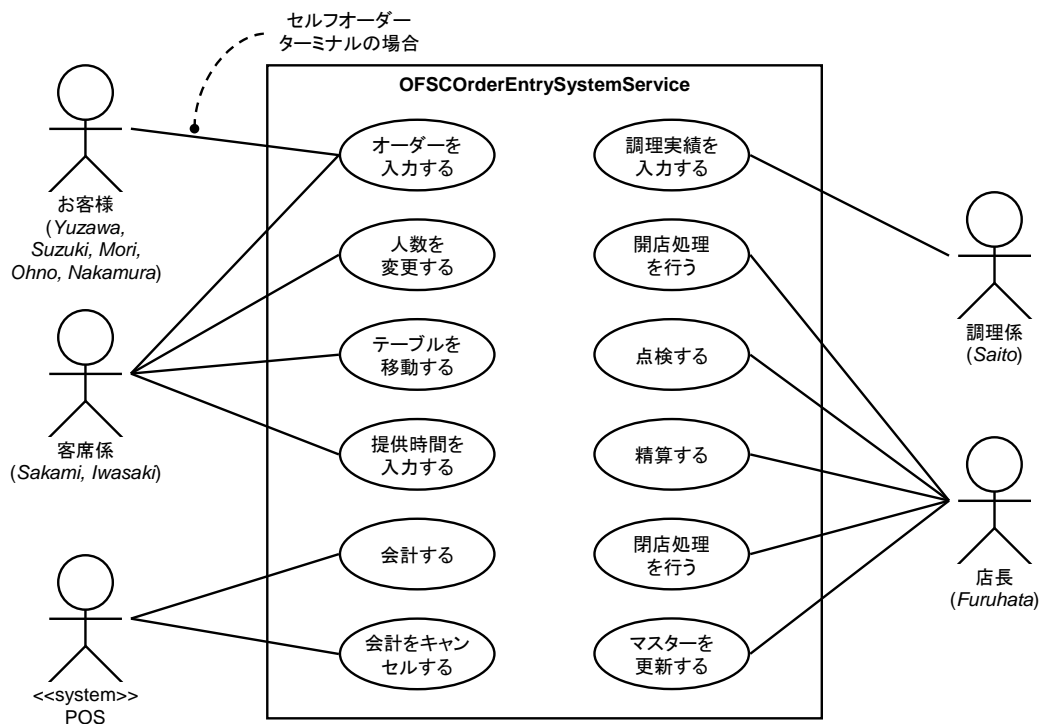 セルフオーダー
ターミナルの場合
OFSCOrderEntrySystemService
お客様
(Yuzawa,
Suzuki, Mori,
Ohno, Nakamura)
客席係
(Sakami, Iwasaki)
<<system>>
POS
オーダーを
入力する
人数を
変更する
テーブルを
移動する
提供時間を
入力する
会計する
会計をキャン
セルする
調理実績を
入力する
開店処理
を行う
点検する
精算する
閉店処理
を行う
マスターを
更新する
調理係
(Saito)
店長
(Furuhata)